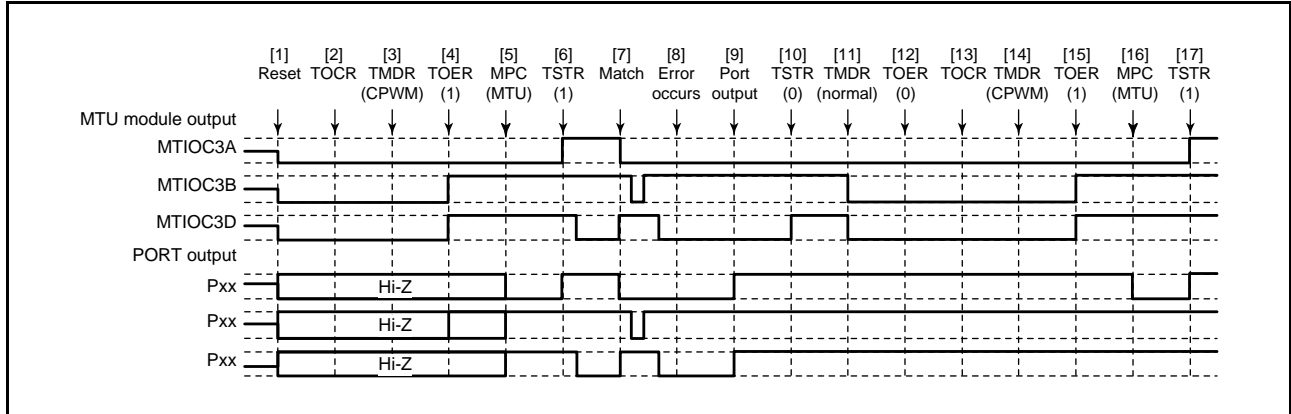 [1] [2] [3] [4] [5] [6] [7] [8] [9] [10] [11] [12] [13] [14] [15] [16] [17]
Reset TOCR TMDR TOER MPC TSTR Match Error Port TSTR TMDR TOER TOCR TMDR TOER MPC TSTR
(CPWM) (1) (MTU) (1) occurs output (0) (normal) (0) (CPWM) (1) (MTU) (1)
MTU module output
MTIOC3A
MTIOC3B
MTIOC3D
PORT output
Pxx Hi-Z
Pxx Hi-Z
Pxx Hi-Z